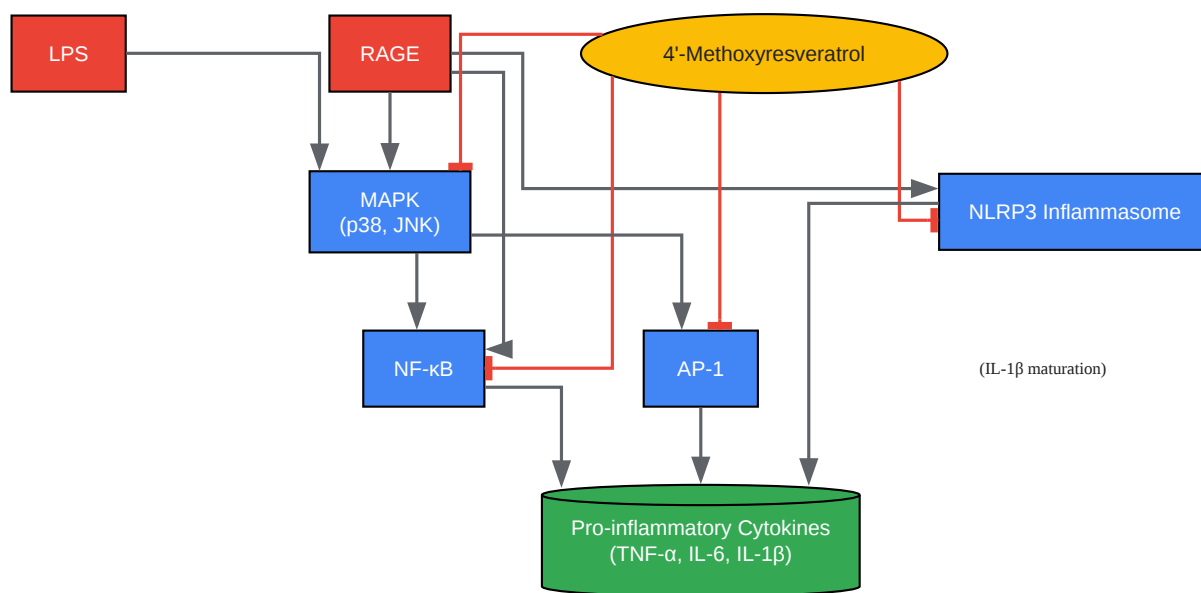 LPS
RAGE
4'-Methoxyresveratrol
MAPK
(p38, JNK)
NLRP3 Inflammasome
NF-κB
AP-1
(IL-1β maturation)
Pro-inflammatory Cytokines
(TNF-α, IL-6, IL-1β)